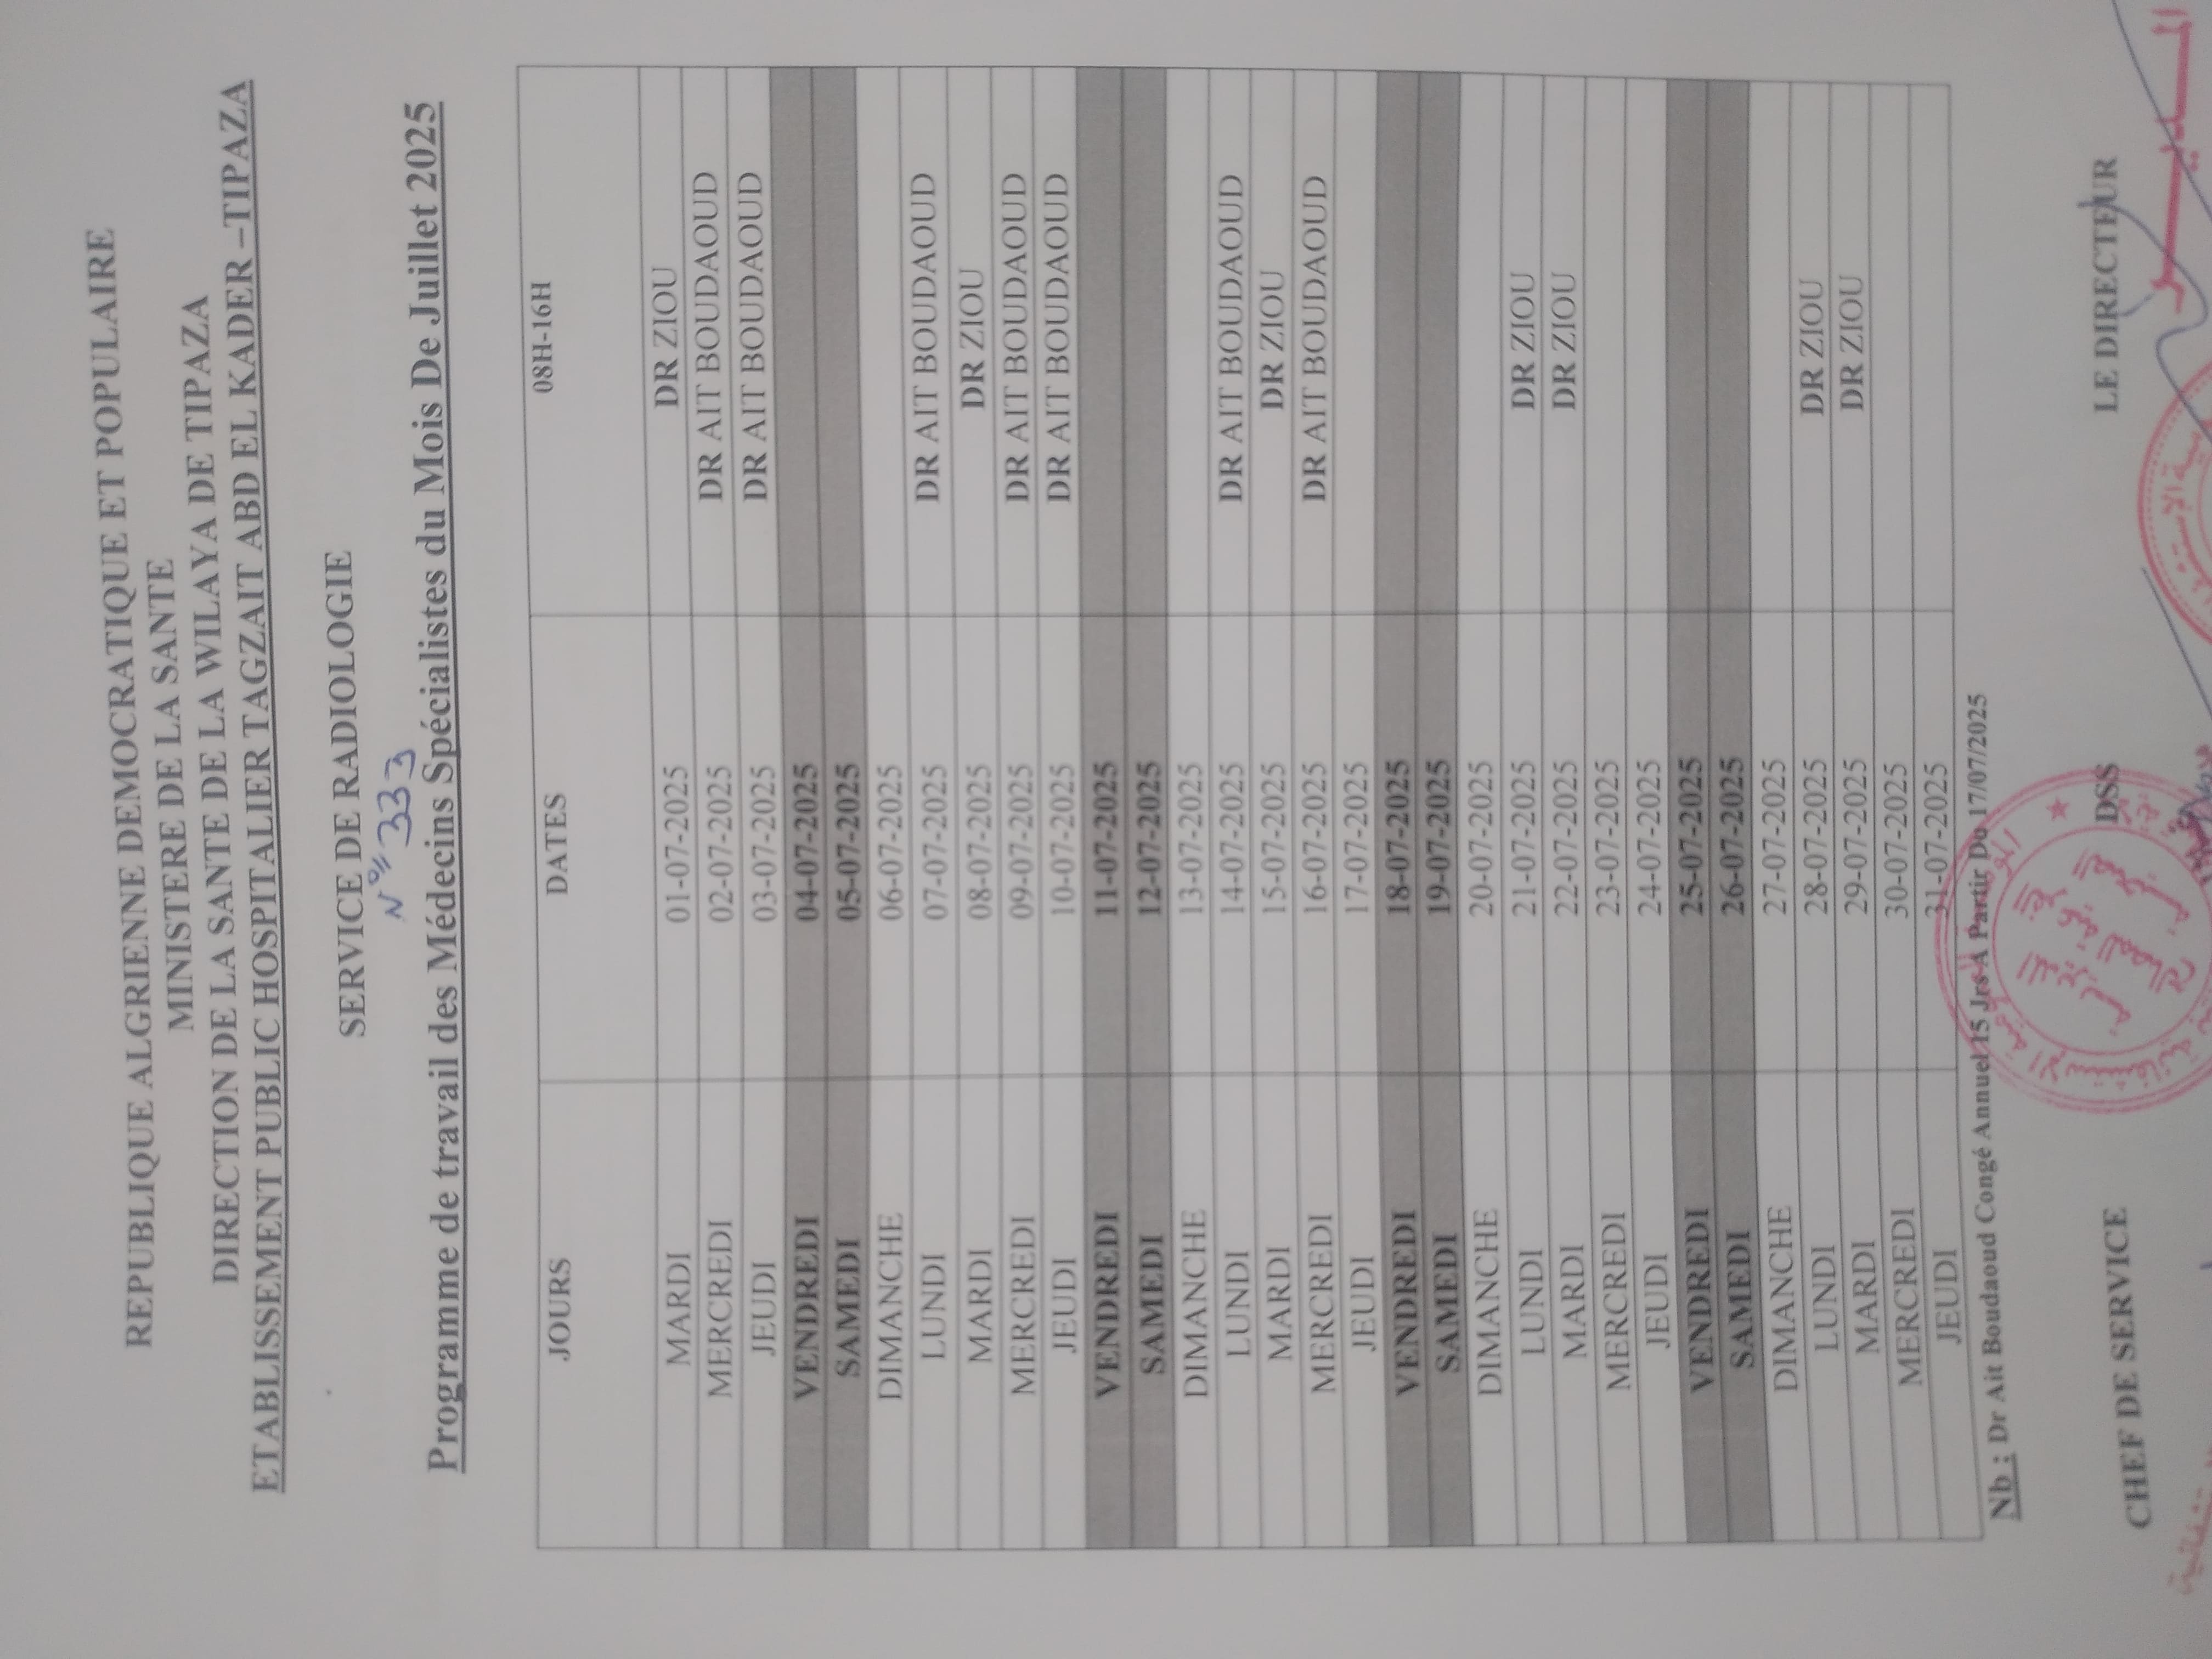 REPUBLIQUE ALGRIENNE DEMOCRATIQUE ET POPULAIRE
MINISTERE DE LA SANTE
DIRECTION DE LA SANTE DE LA WILAYA DE TIPAZA
ETABLISSEMENT PUBLIC HOSPITALIER TAGZAIT ABD EL KADER –TIPAZA
SERVICE DE RADIOLOGIE
N° 333
Programme de travail des Médecins Spécialistes du Mois De Juillet 2025
JOURS DATES 08H-16H
MARDI 01-07-2025 DR ZIOU
MERCREDI 02-07-2025 DR AIT BOUDAOUD
JEUDI 03-07-2025 DR AIT BOUDAOUD
VENDREDI 04-07-2025
SAMEDI 05-07-2025
DIMANCHE 06-07-2025
LUNDI 07-07-2025 DR AIT BOUDAOUD
MARDI 08-07-2025 DR ZIOU
MERCREDI 09-07-2025 DR AIT BOUDAOUD
JEUDI 10-07-2025 DR AIT BOUDAOUD
VENDREDI 11-07-2025
SAMEDI 12-07-2025
DIMANCHE 13-07-2025
LUNDI 14-07-2025 DR AIT BOUDAOUD
MARDI 15-07-2025 DR ZIOU
MERCREDI 16-07-2025 DR AIT BOUDAOUD
JEUDI 17-07-2025
VENDREDI 18-07-2025
SAMEDI 19-07-2025
DIMANCHE 20-07-2025
LUNDI 21-07-2025 DR ZIOU
MARDI 22-07-2025 DR ZIOU
MERCREDI 23-07-2025
JEUDI 24-07-2025
VENDREDI 25-07-2025
SAMEDI 26-07-2025
DIMANCHE 27-07-2025
LUNDI 28-07-2025 DR ZIOU
MARDI 29-07-2025 DR ZIOU
MERCREDI 30-07-2025
JEUDI 31-07-2025
Nb : Dr Ait Boudaoud Congé Annuel 15 Jrs A Partir Du 17/07/2025
المديرية
الفرعية للمصالح
الصحية
CHEF DE SERVICE DSS LE DIRECTEUR
المدير